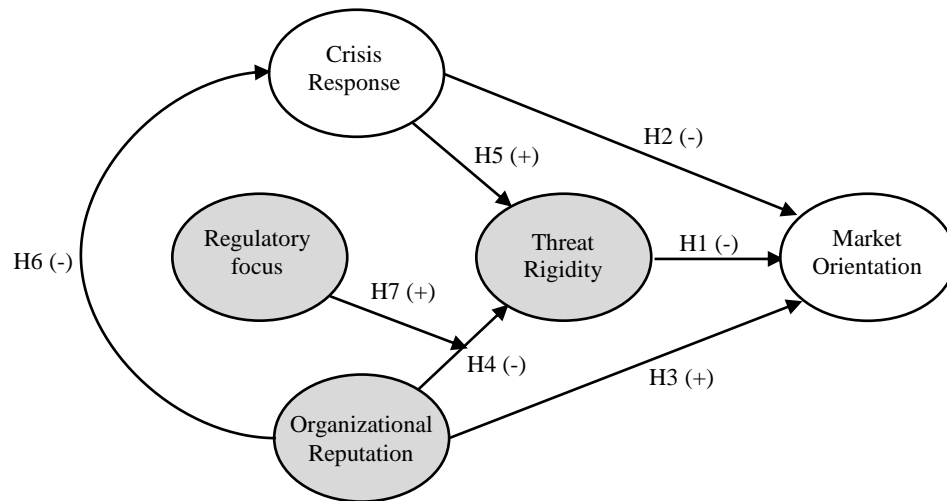 Crisis
Response
H2 (-)
H5 (+)
Regulatory
focus
Threat
Rigidity
H1 (-)
Market
Orientation
H6 (-)
H7 (+)
H4 (-)
H3 (+)
Organizational
Reputation